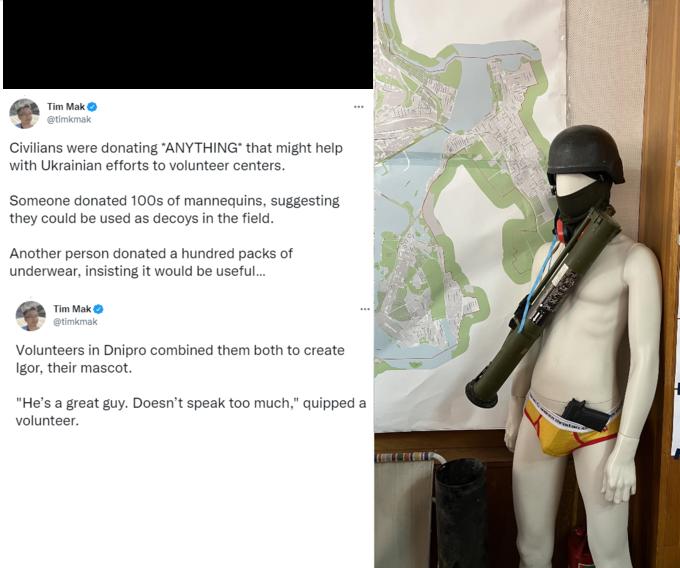 Tim Mak
@timkmak
Civilians were donating *ANYTHING* that might help
with Ukrainian efforts to volunteer centers.
Someone donated 100s of mannequins, suggesting
they could be used as decoys in the field.
Another person donated a hundred packs of
underwear, insisting it would be useful...
Tim Mak
@timkmak
Volunteers in Dnipro combined them both to create
Igor, their mascot.
"He's a great guy. Doesn't speak too much," quipped a
volunteer.